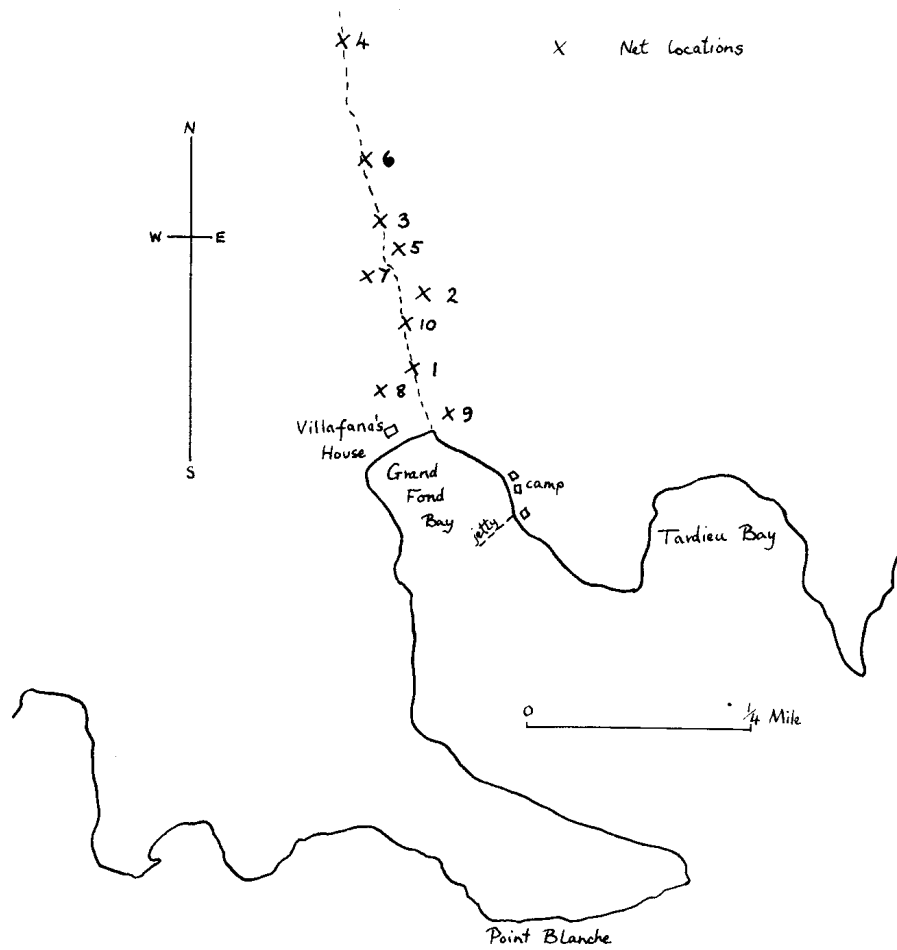 X 4
X Net Locations
N
X 6
W E
X 3
X 5
X 7
X 2
X 10
X 1
X 8
X 9
S
Villafana's
House
Grand
Fond
Bay
camp
jetty
Tardieu Bay
0 1/4 Mile
Point Blanche